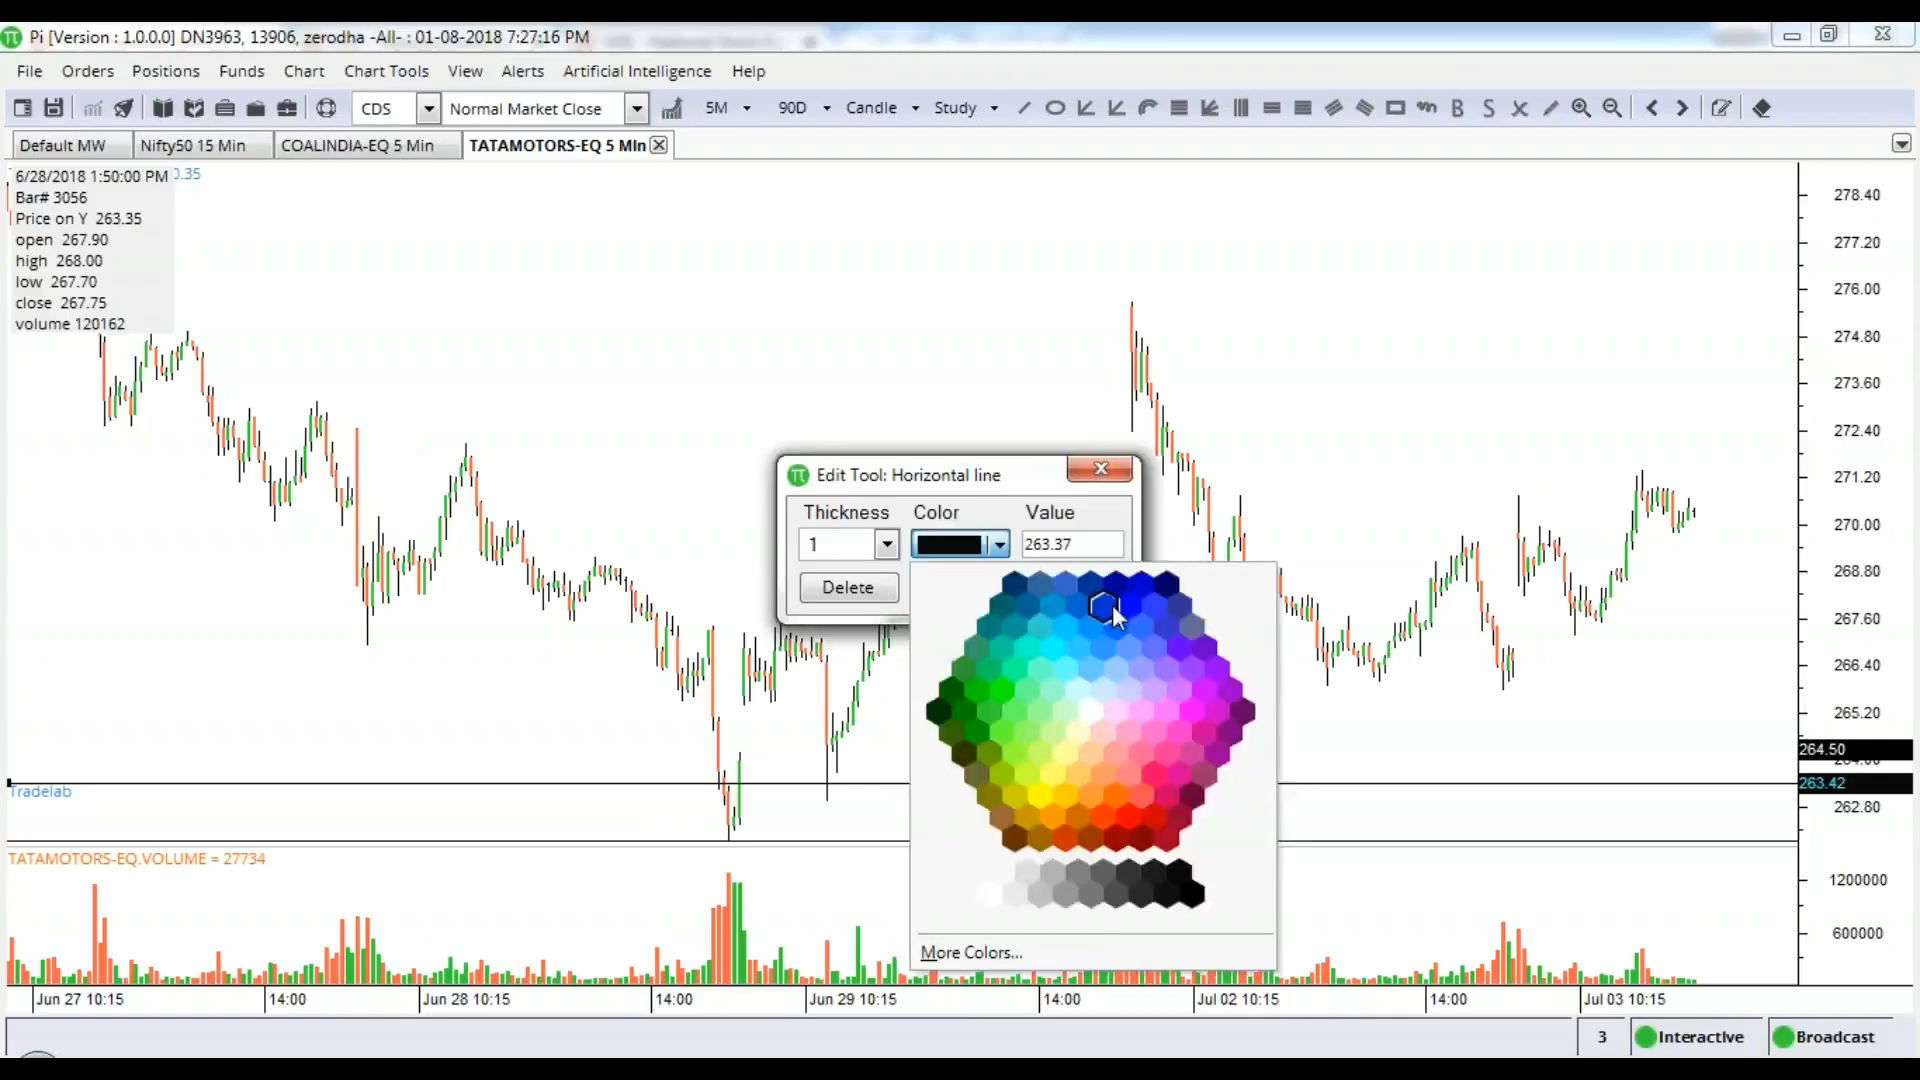 Pi [Version : 1.0.0.0] DN3963, 13906, zerodha -All- : 01-08-2018 7:27:16 PM
File Orders Positions Funds Chart Chart Tools View Alerts Artificial Intelligence Help
CDS Normal Market Close 5M 90D Candle Study B S
Default MW Nifty50 15 Min COALINDIA-EQ 5 Min TATAMOTORS-EQ 5 Min
6/28/2018 1:50:00 PM 0.35
Bar# 3056
Price on Y 263.35
open 267.90
high 268.00
low 267.70
close 267.75
volume 120162
278.40
277.20
276.00
274.80
273.60
272.40
271.20
270.00
268.80
267.60
266.40
265.20
264.50
263.42
262.80
Edit Tool: Horizontal line
Thickness Color Value
1 263.37
Delete
More Colors...
Tradelab
TATAMOTORS-EQ.VOLUME = 27734
1200000
600000
Jun 27 10:15 14:00 Jun 28 10:15 14:00 Jun 29 10:15 14:00 Jul 02 10:15 14:00 Jul 03 10:15
3 Interactive Broadcast